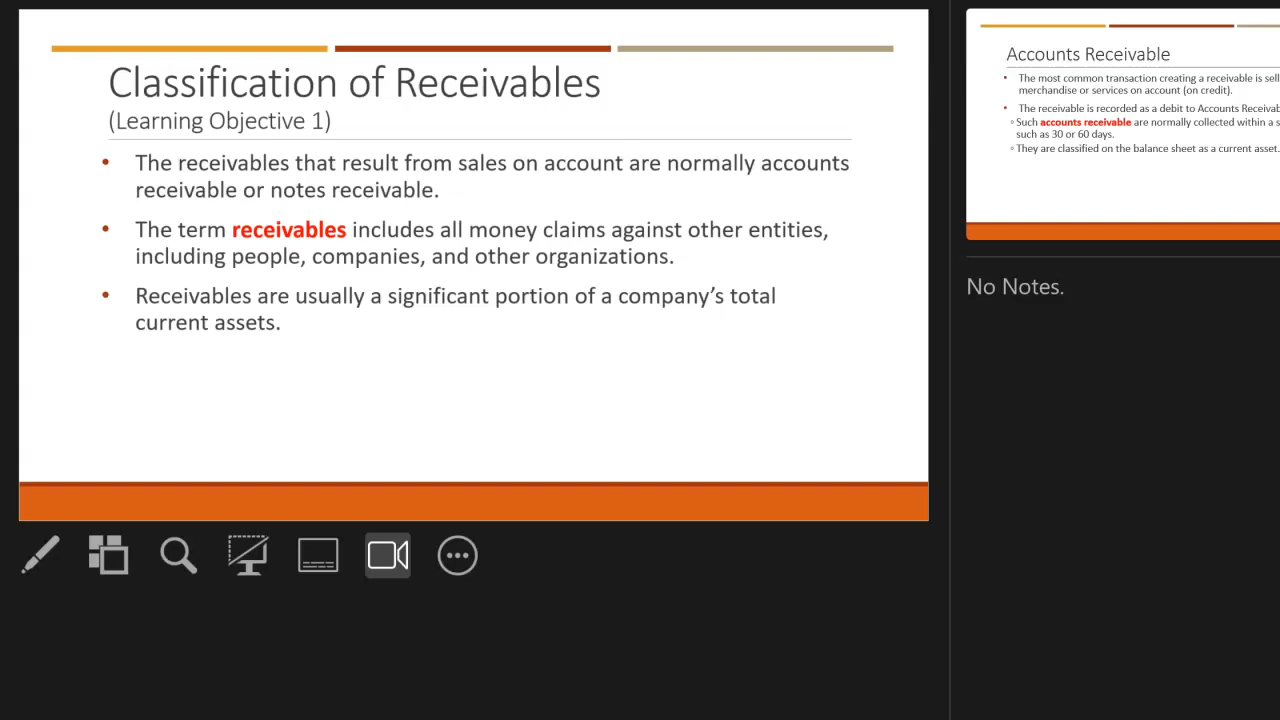 Classification of Receivables
(Learning Objective 1)
• The receivables that result from sales on account are normally accounts
receivable or notes receivable.
• The term receivables includes all money claims against other entities,
including people, companies, and other organizations.
• Receivables are usually a significant portion of a company’s total
current assets.
Accounts Receivable
• The most common transaction creating a receivable is sell
merchandise or services on account (on credit).
• The receivable is recorded as a debit to Accounts Receivab
▫ Such accounts receivable are normally collected within a s
such as 30 or 60 days.
▫ They are classified on the balance sheet as a current asset.
No Notes.